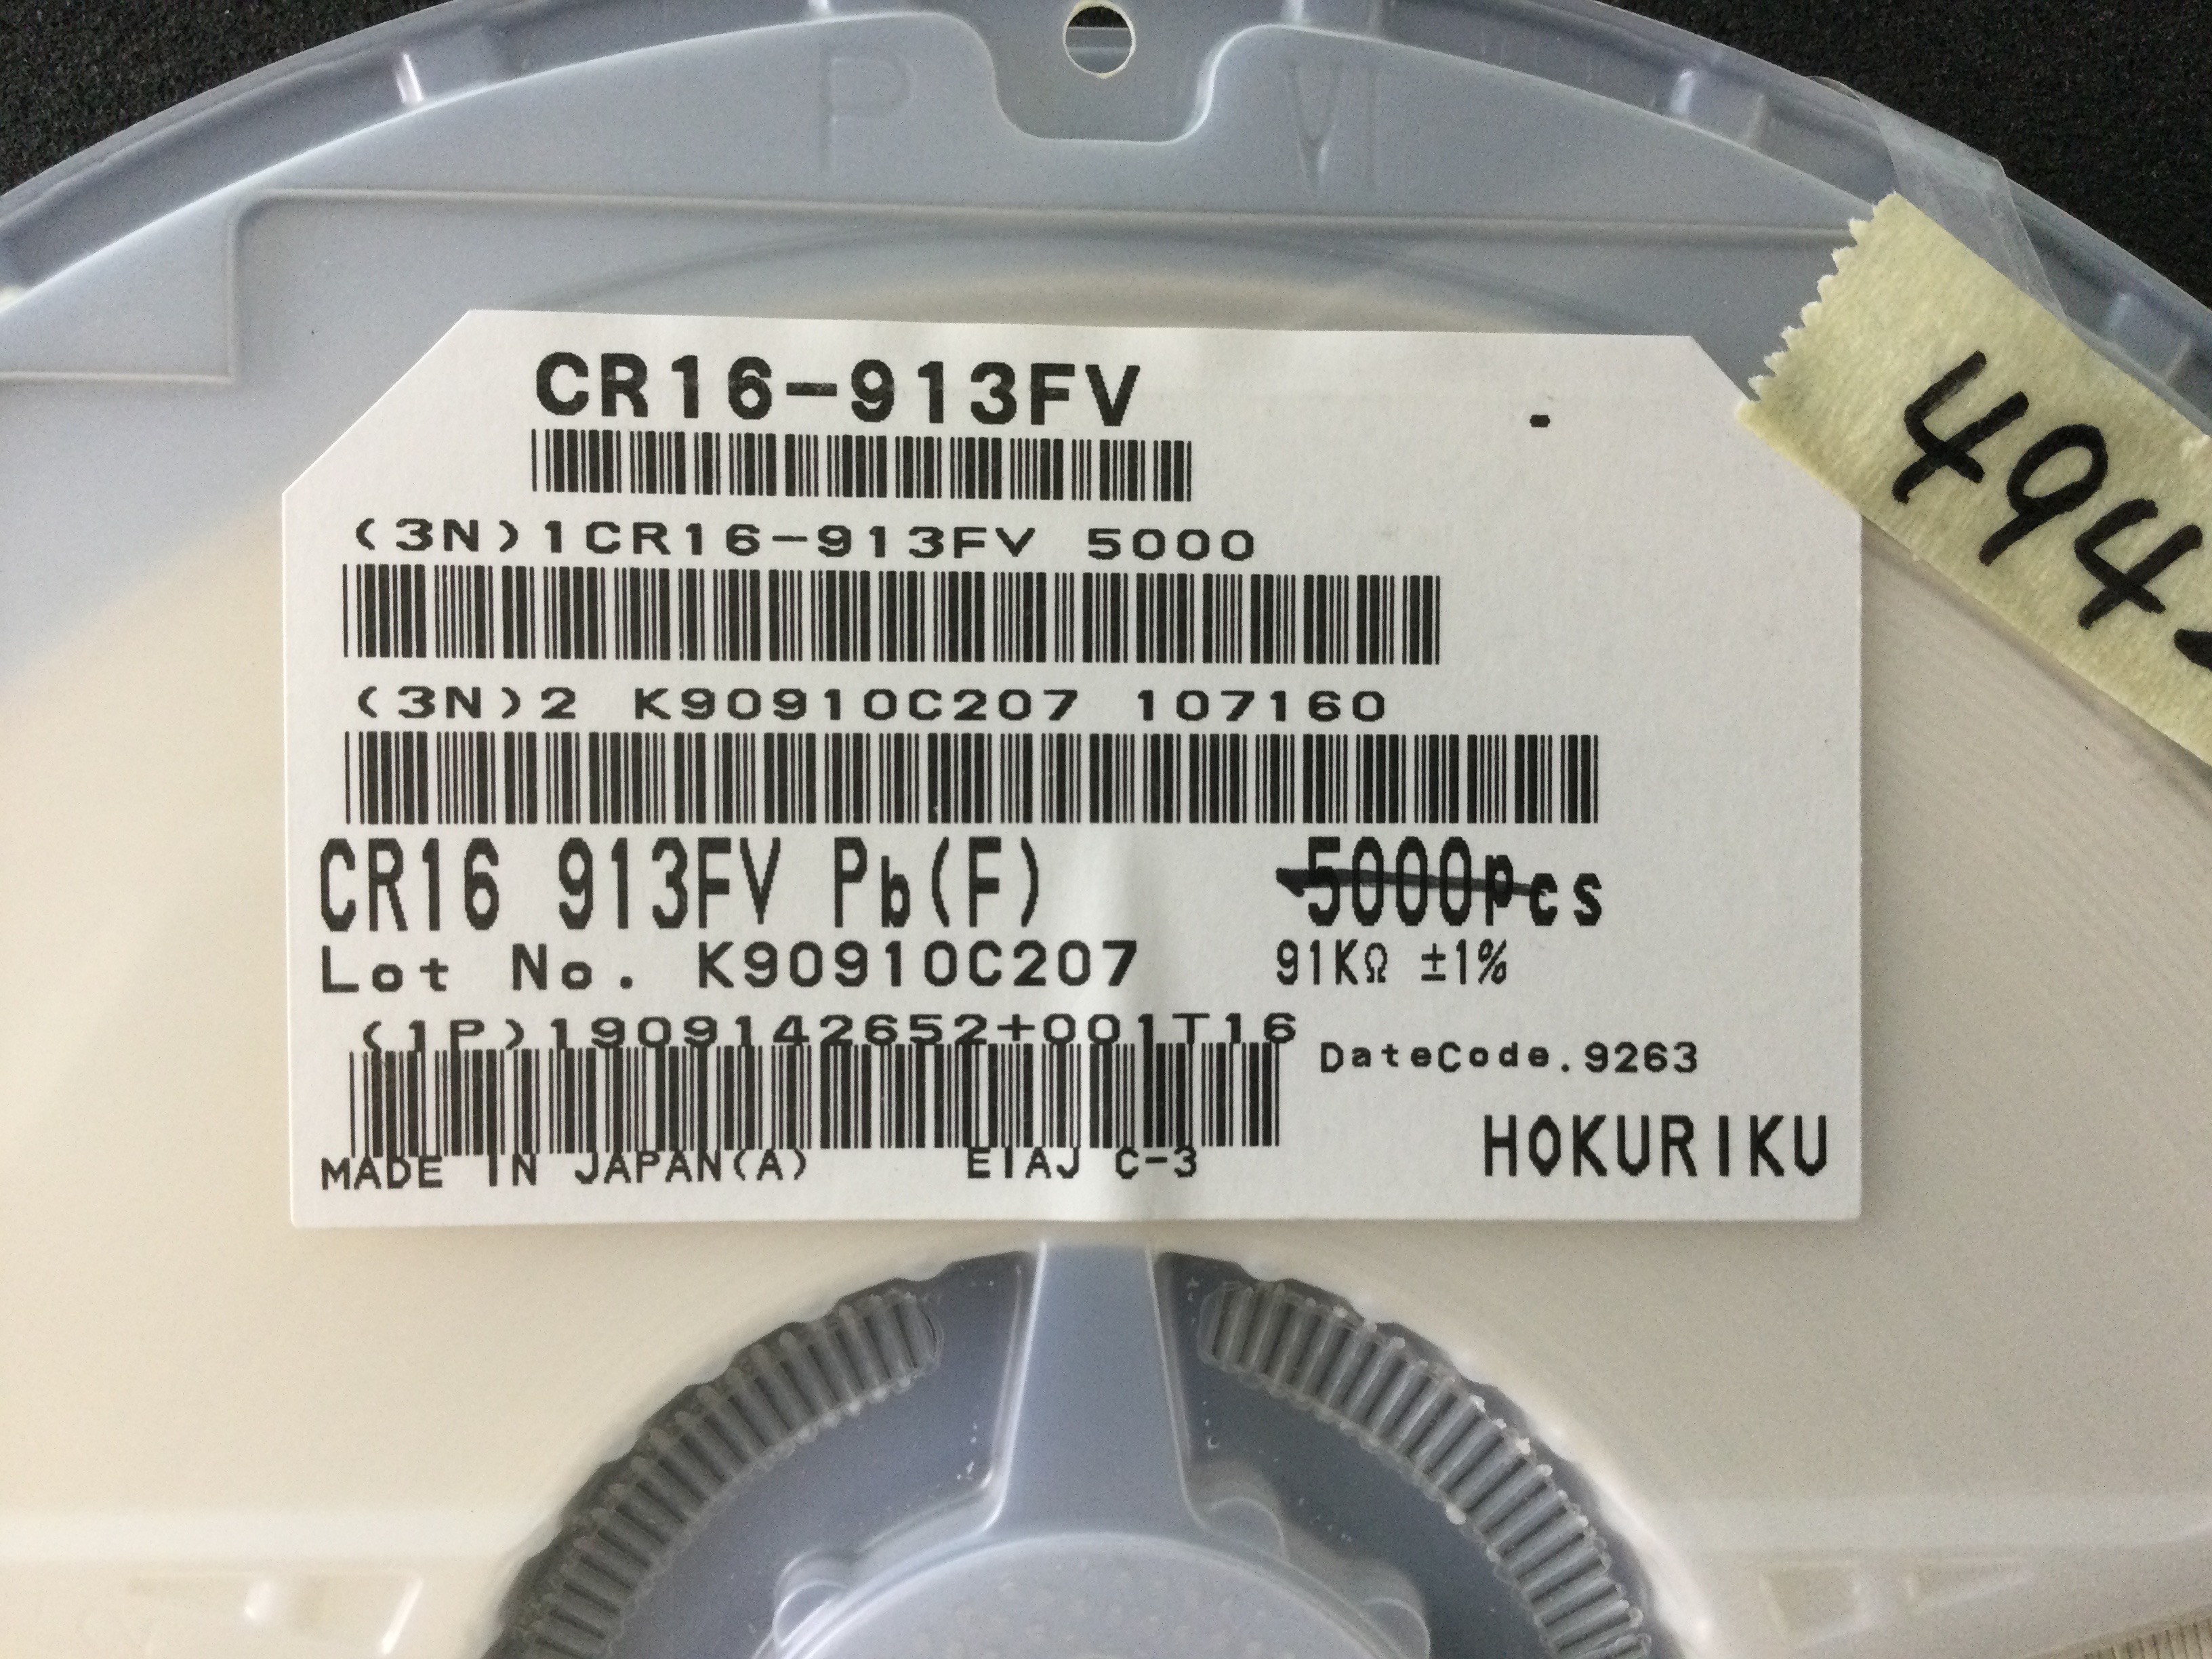 P VI
CR16-913FV -
(3N)1CR16-913FV 5000
(3N)2 K90910C207 107160
CR16 913FV Pb(F) 5000pcs
Lot No. K90910C207 91KΩ ±1%
(1P)1909142652+001T16
DateCode.9263
MADE IN JAPAN(A) EIAJ C-3
HOKURIKU
494